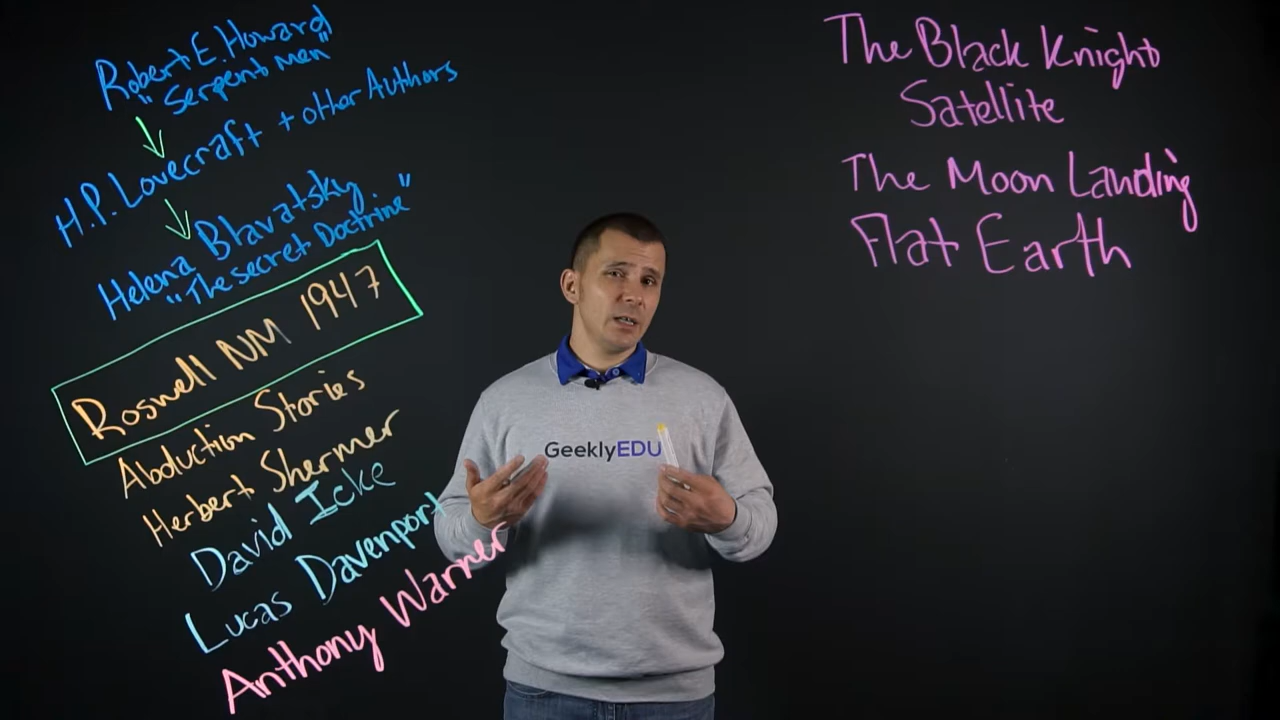 Robert E. Howard
"Serpent Men"
H.P. Lovecraft + other Authors
Helena Blavatsky
"The secret Doctrine"
Roswell NM 1947
Abduction Stories
Herbert Shermer
David Icke
Lucas Davenport
Anthony Warner
The Black Knight
Satellite
The Moon Landing
Flat Earth
GeeklyEDU